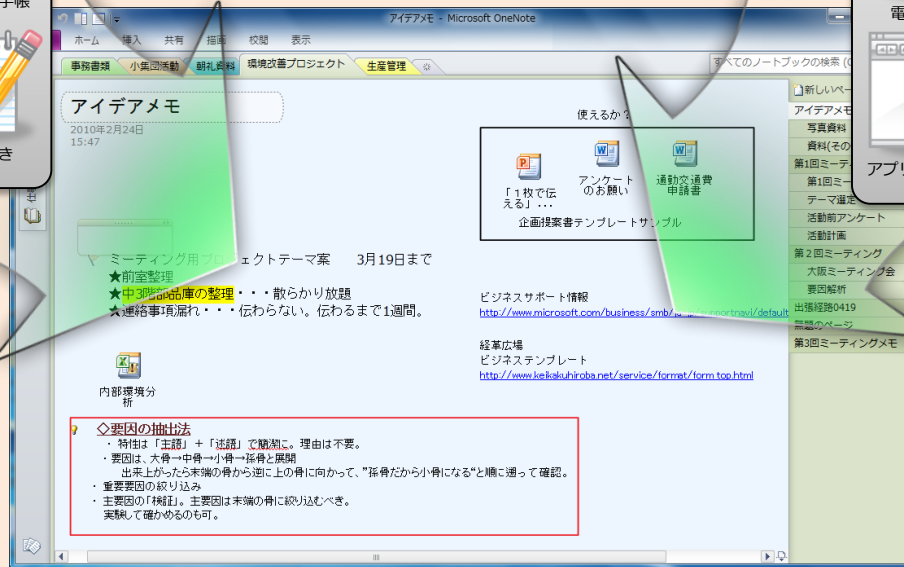 手帳
き
電
アプリ
アイデアメモ - Microsoft OneNote
ホーム 挿入 共有 描画 校閲 表示
事務書類 小集団活動 朝礼資料 環境改善プロジェクト 生産管理
すべてのノートブックの検索
新しいページ
アイデアメモ
2010年2月24日
15:47
使えるか?
「1枚で伝える」...
アンケートのお願い
通勤交通費申請書
企画提案書テンプレートサンプル
ミーティング用プロジェクトテーマ案 3月19日まで
★前室整理
★中3階部品庫の整理・・・散らかり放題
★連絡事項漏れ・・・伝わらない。伝わるまで1週間。
ビジネスサポート情報
http://www.microsoft.com/business/smb/
supportnavi/default
経革広場
ビジネステンプレート
http://www.keikakuhiroba.net/service/format/form top.html
内部環境分析
◇要因の抽出法
・特性は「主語」+「述語」で簡潔に。理由は不要。
・要因は、大骨→中骨→小骨→孫骨と展開
出来上がったら末端の骨から逆に上の骨に向かって、”孫骨だから小骨になる“と順に遡って確認。
・重要要因の絞り込み
・主要因の「検証」。主要因は末端の骨に絞り込むべき。
実験して確かめるのも可。
アイデアメモ
写真資料
資料(その
第1回ミーテ
第1回ミー
テーマ選定
活動前アンケート
活動計画
第2回ミーティング
大阪ミーティング会
要因解析
出張経路0419
無題のページ
第3回ミーティングメモ